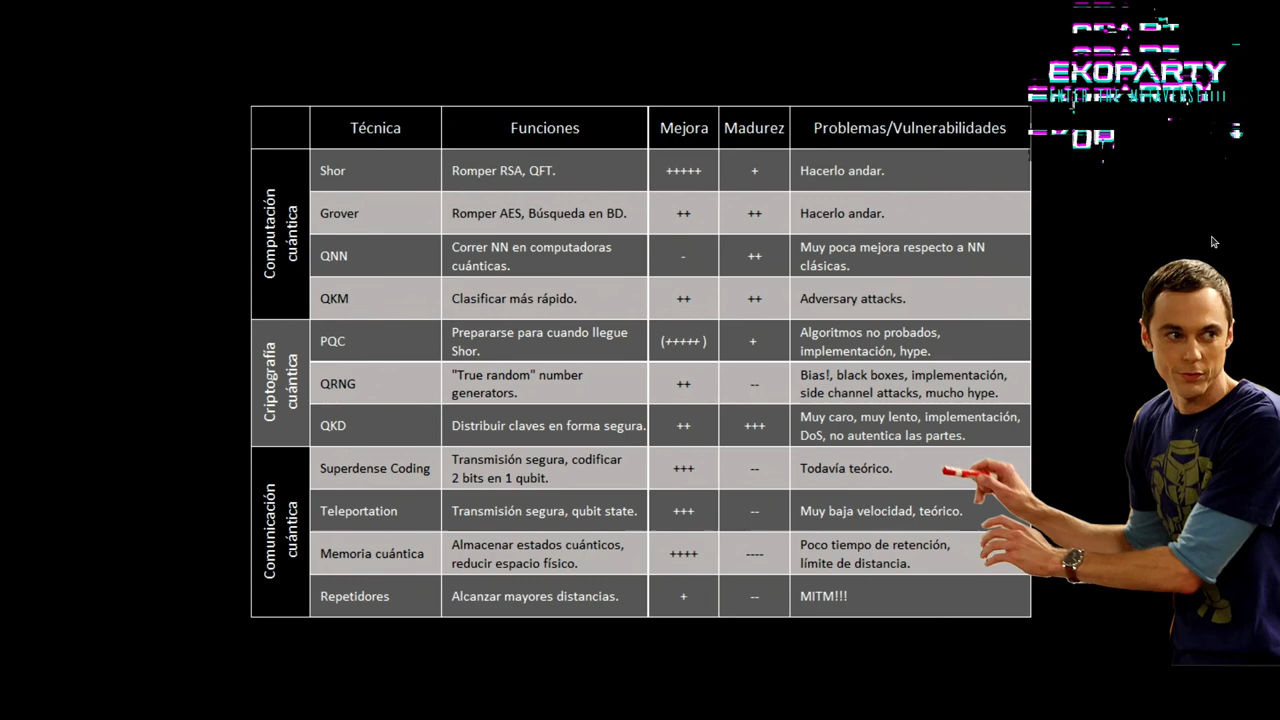 EKOPARTY
Técnica Funciones Mejora Madurez Problemas/Vulnerabilidades
Computación cuántica
Shor Romper RSA, QFT. +++++ + Hacerlo andar.
Grover Romper AES, Búsqueda en BD. ++ ++ Hacerlo andar.
QNN Correr NN en computadoras cuánticas. - ++ Muy poca mejora respecto a NN clásicas.
QKM Clasificar más rápido. ++ ++ Adversary attacks.
Criptografía cuántica
PQC Prepararse para cuando llegue Shor. (+++++ ) + Algoritmos no probados, implementación, hype.
QRNG "True random" number generators. ++ -- Bias!, black boxes, implementación, side channel attacks, mucho hype.
QKD Distribuir claves en forma segura. ++ +++ Muy caro, muy lento, implementación, DoS, no autentica las partes.
Comunicación cuántica
Superdense Coding Transmisión segura, codificar 2 bits en 1 qubit. +++ -- Todavía teórico.
Teleportation Transmisión segura, qubit state. +++ -- Muy baja velocidad, teórico.
Memoria cuántica Almacenar estados cuánticos, reducir espacio físico. ++++ ---- Poco tiempo de retención, límite de distancia.
Repetidores Alcanzar mayores distancias. + -- MITM!!!